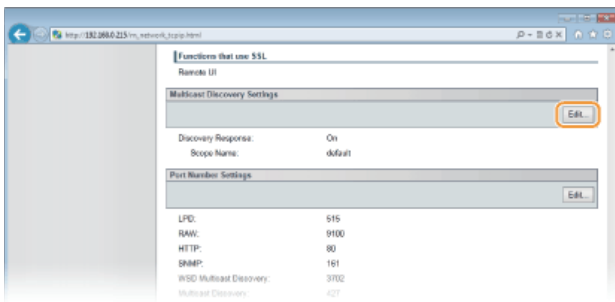 http://192.168.0.215/m_network_tcpip.html
Functions that use SSL
Remote UI
Multicast Discovery Settings
Edit...
Discovery Response: On
Scope Name: default
Port Number Settings
Edit...
LPD: 515
RAW: 9100
HTTP: 80
SNMP: 161
WSD Multicast Discovery: 3702
Multicast Discovery: 427